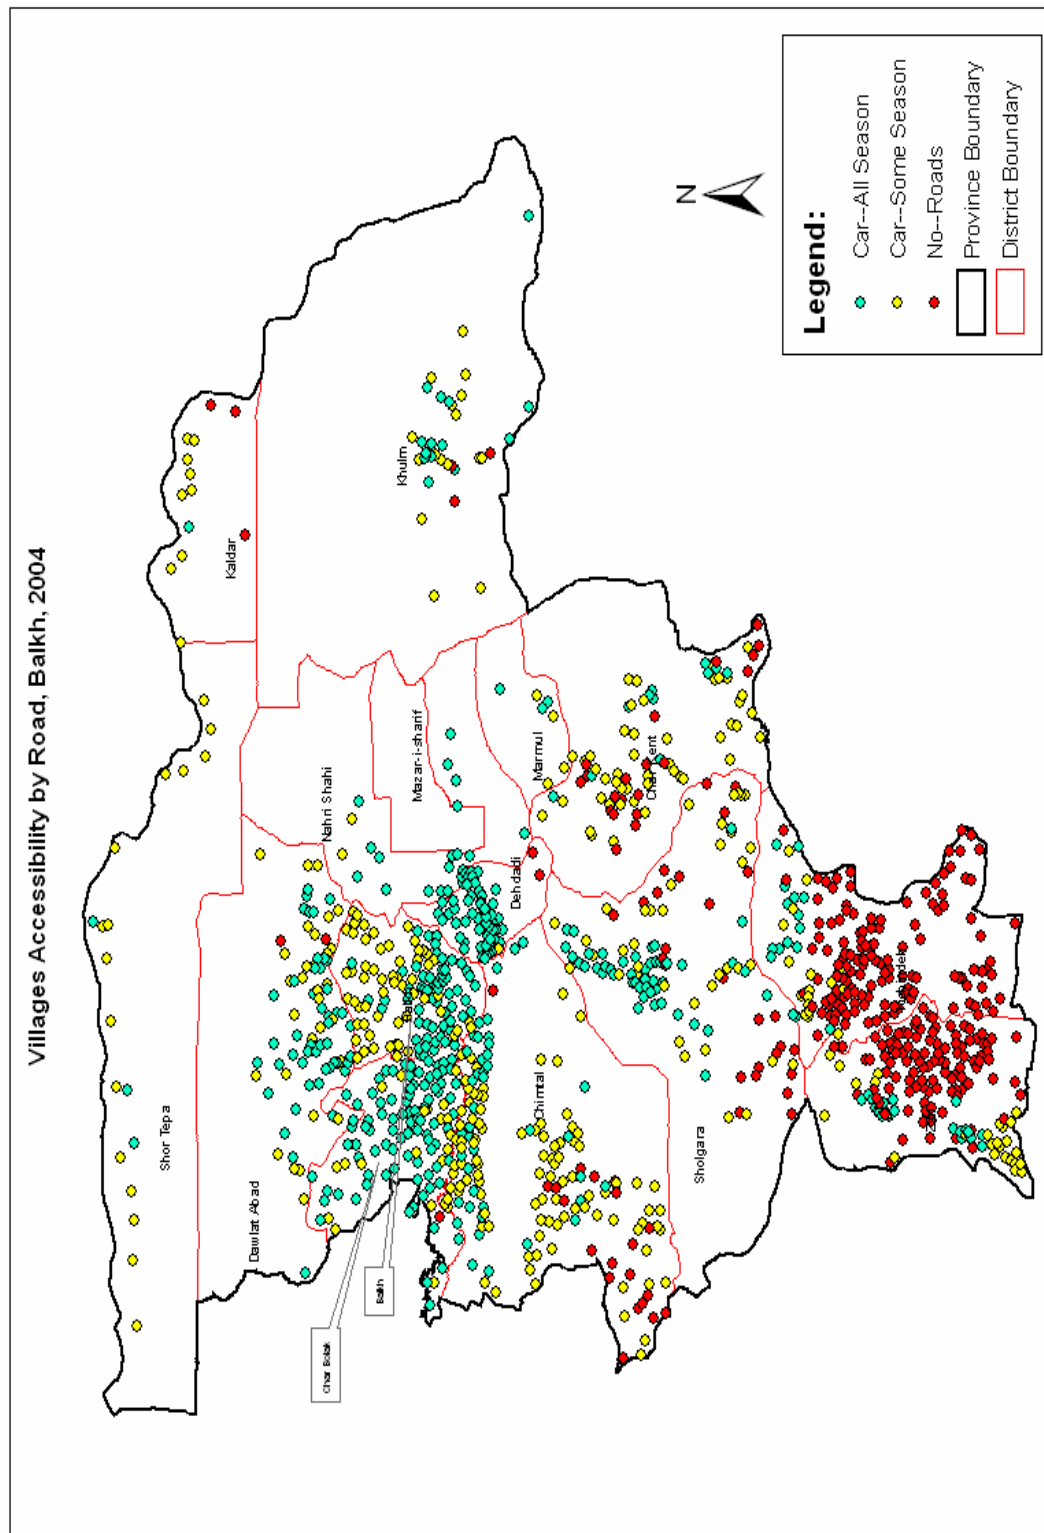 Villages Accessibility by Road, Balkh, 2004
Shor Tepa
Kaldar
Dawlat Abad
Nahri Shahi
Khulm
Mazar-i-sharif
Char Bolak
Balkh
Balkh
Dehdadi
Marmul
Chimtal
Sholgara
N
Legend:
Car--All Season
Car--Some Season
No--Roads
Province Boundary
District Boundary